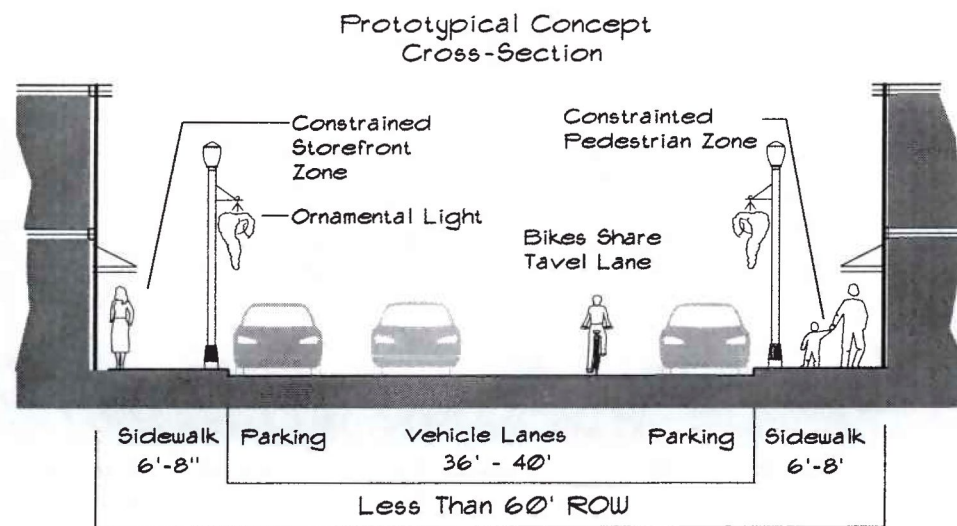 Prototypical Concept
Cross-Section
Constrained
Storefront
Zone
Constrainted
Pedestrian Zone
Ornamental Light
Bikes Share
Tavel Lane
Sidewalk
6'-8"
Parking
Vehicle Lanes
36' - 40'
Parking
Sidewalk
6'-8'
Less Than 60' ROW